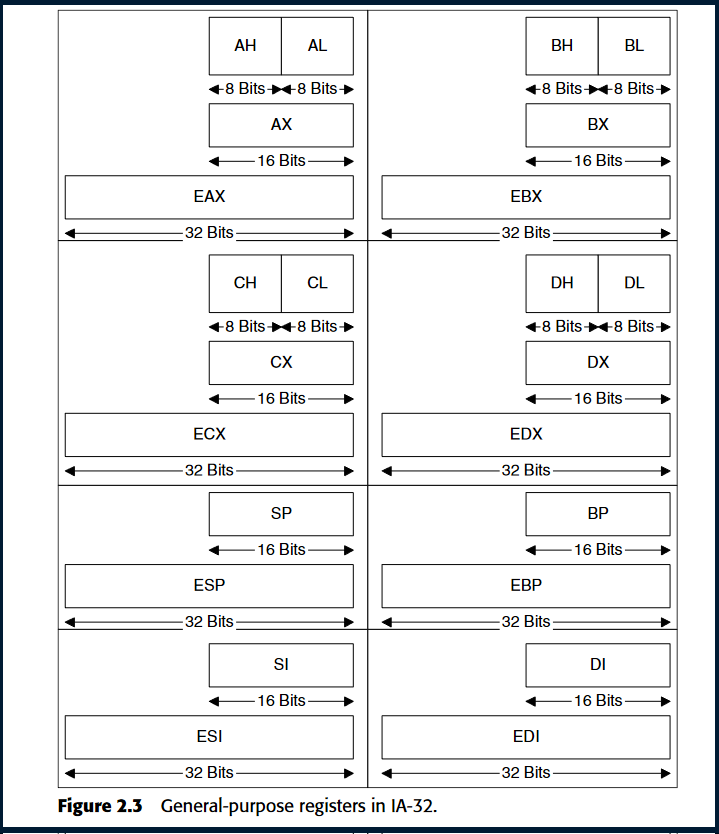 AH AL BH BL
8 Bits 8 Bits 8 Bits 8 Bits
AX BX
16 Bits 16 Bits
EAX EBX
32 Bits 32 Bits
CH CL DH DL
8 Bits 8 Bits 8 Bits 8 Bits
CX DX
16 Bits 16 Bits
ECX EDX
32 Bits 32 Bits
SP BP
16 Bits 16 Bits
ESP EBP
32 Bits 32 Bits
SI DI
16 Bits 16 Bits
ESI EDI
32 Bits 32 Bits
Figure 2.3 General-purpose registers in IA-32.